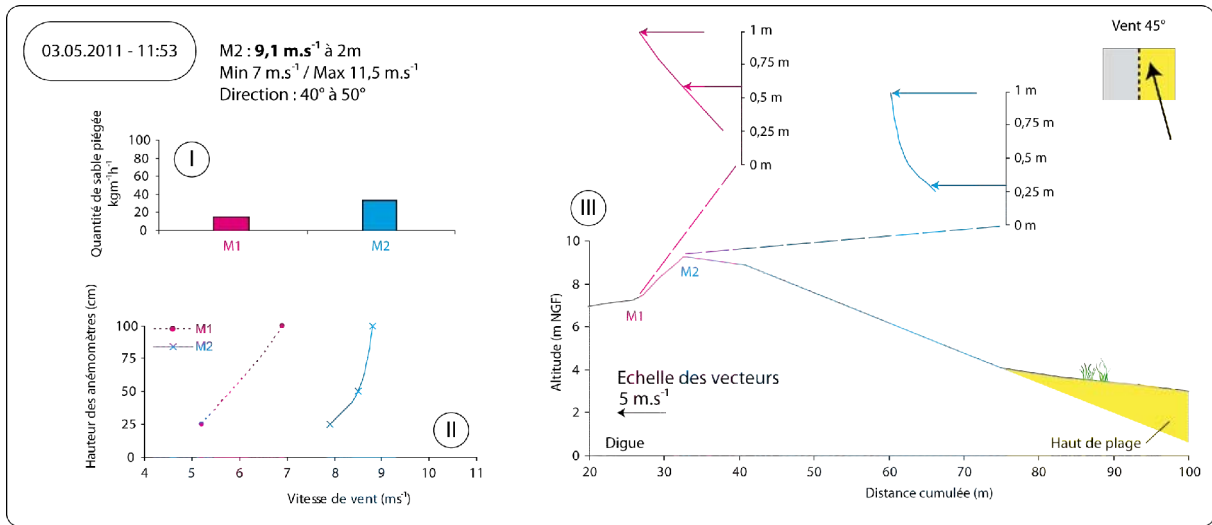 03.05.2011 - 11:53
M2 : 9,1 m.s⁻¹ à 2m
Min 7 m.s⁻¹ / Max 11,5 m.s⁻¹
Direction : 40° à 50°
Quantité de sable piégée
kgm⁻¹h⁻¹
100
80
60
40
20
0
I
M1
M2
Hauteur des anémomètres (cm)
100
75
50
25
0
M1
M2
II
4 5 6 7 8 9 10 11
Vitesse de vent (ms⁻¹)
III
1 m
0,75 m
0,5 m
0,25 m
0 m
1 m
0,75 m
0,5 m
0,25 m
0 m
Vent 45°
Altitude (m NGF)
10
8
6
4
2
0
M1
M2
Echelle des vecteurs
5 m.s⁻¹
Digue
Haut de plage
20 30 40 50 60 70 80 90 100
Distance cumulée (m)